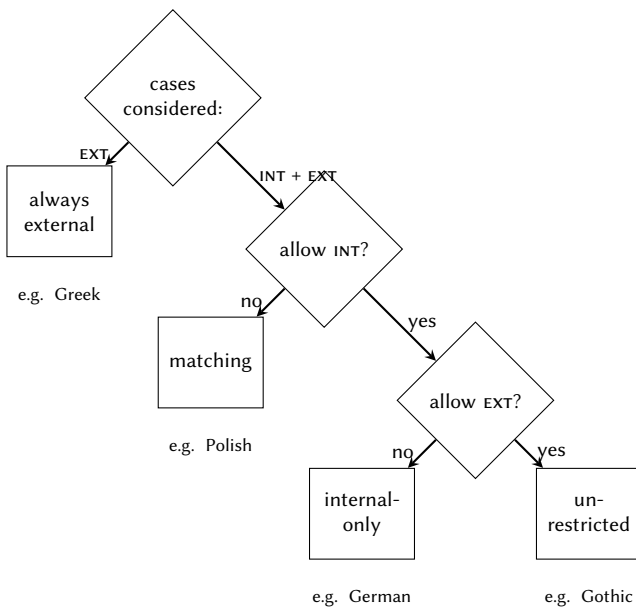 cases
considered:
EXT
INT + EXT
always
external
allow INT?
e.g. Greek
no
yes
matching
allow EXT?
e.g. Polish
no
yes
internal-
only
un-
restricted
e.g. German
e.g. Gothic